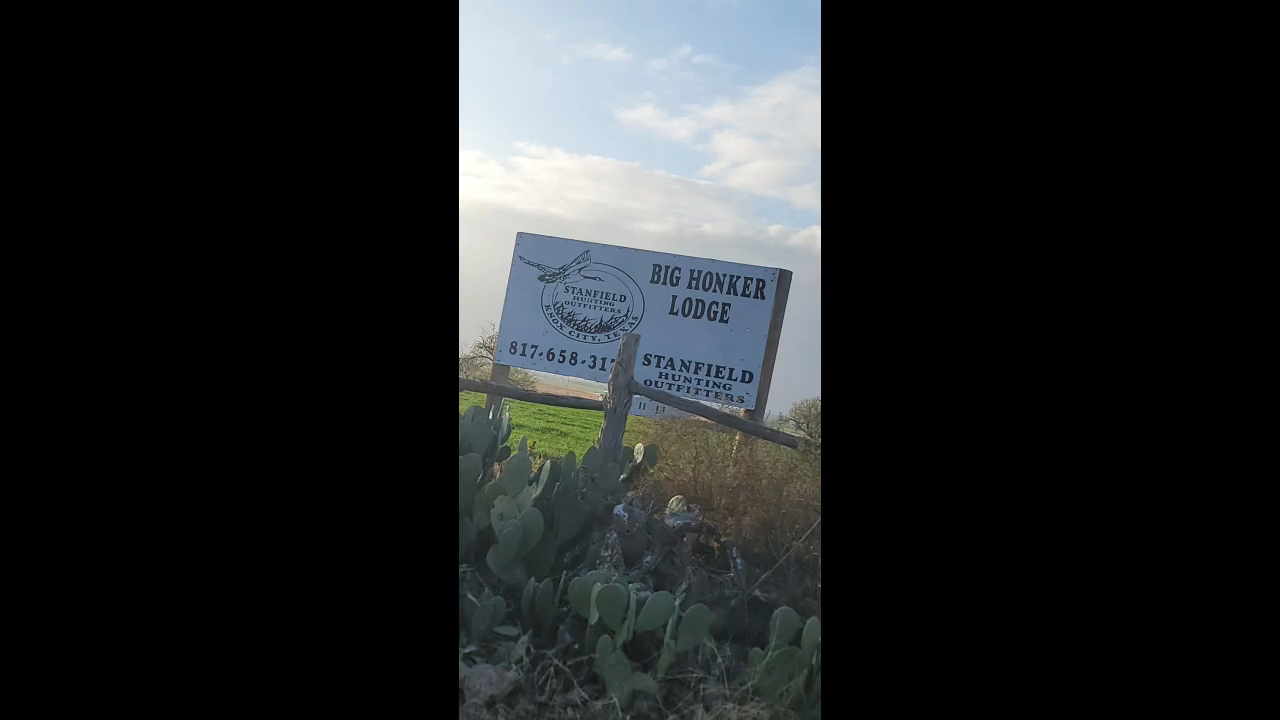 STANFIELD
HUNTING
OUTFITTERS
KNOX CITY, TEXAS
BIG HONKER
LODGE
817-658-31
STANFIELD
HUNTING
OUTFITTERS